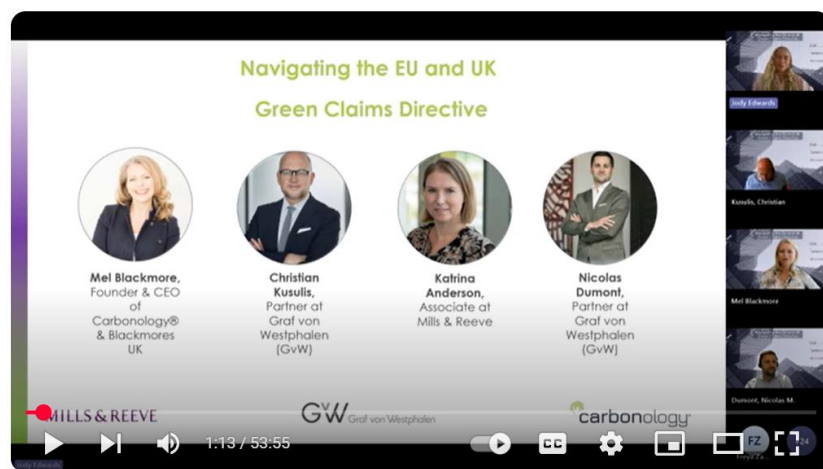 Navigating the EU and UK
Green Claims Directive
Mel Blackmore,
Founder & CEO
of
Carbonology®
& Blackmores
UK
Christian
Kusulis,
Partner at
Graf von
Westphalen
(GvW)
Katrina
Anderson,
Associate at
Mills & Reeve
Nicolas
Dumont,
Partner at
Graf von
Westphalen
(GvW)
MILLS & REEVE
GvW Graf von Westphalen
carbonology
Jody Edwards
Kusulis, Christian
Mel Blackmore
Dumont, Nicolas M.
1:13 / 53:55
CC
FZ
Jody Edwards